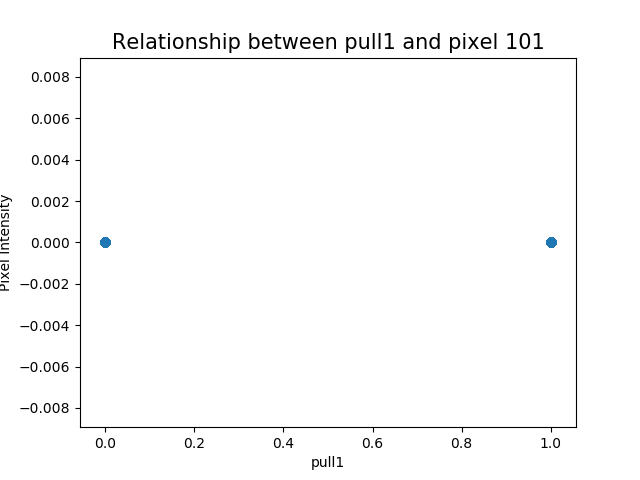 Relationship between pull1 and pixel 101
0.008
0.006
0.004
0.002
0.000
−0.002
−0.004
−0.006
−0.008
Pixel Intensity
0.0 0.2 0.4 0.6 0.8 1.0
pull1